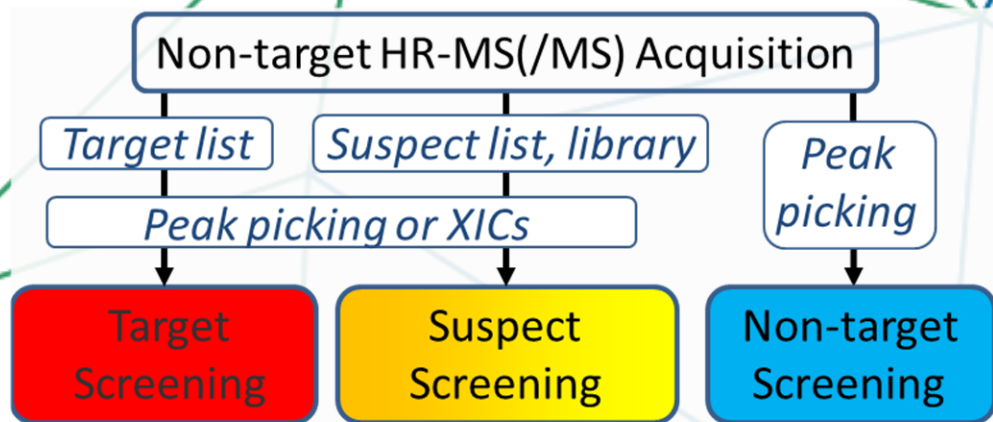 Non-target HR-MS(/MS) Acquisition
Target list
Suspect list, library
Peak
picking
Peak picking or XICs
Target
Screening
Suspect
Screening
Non-target
Screening